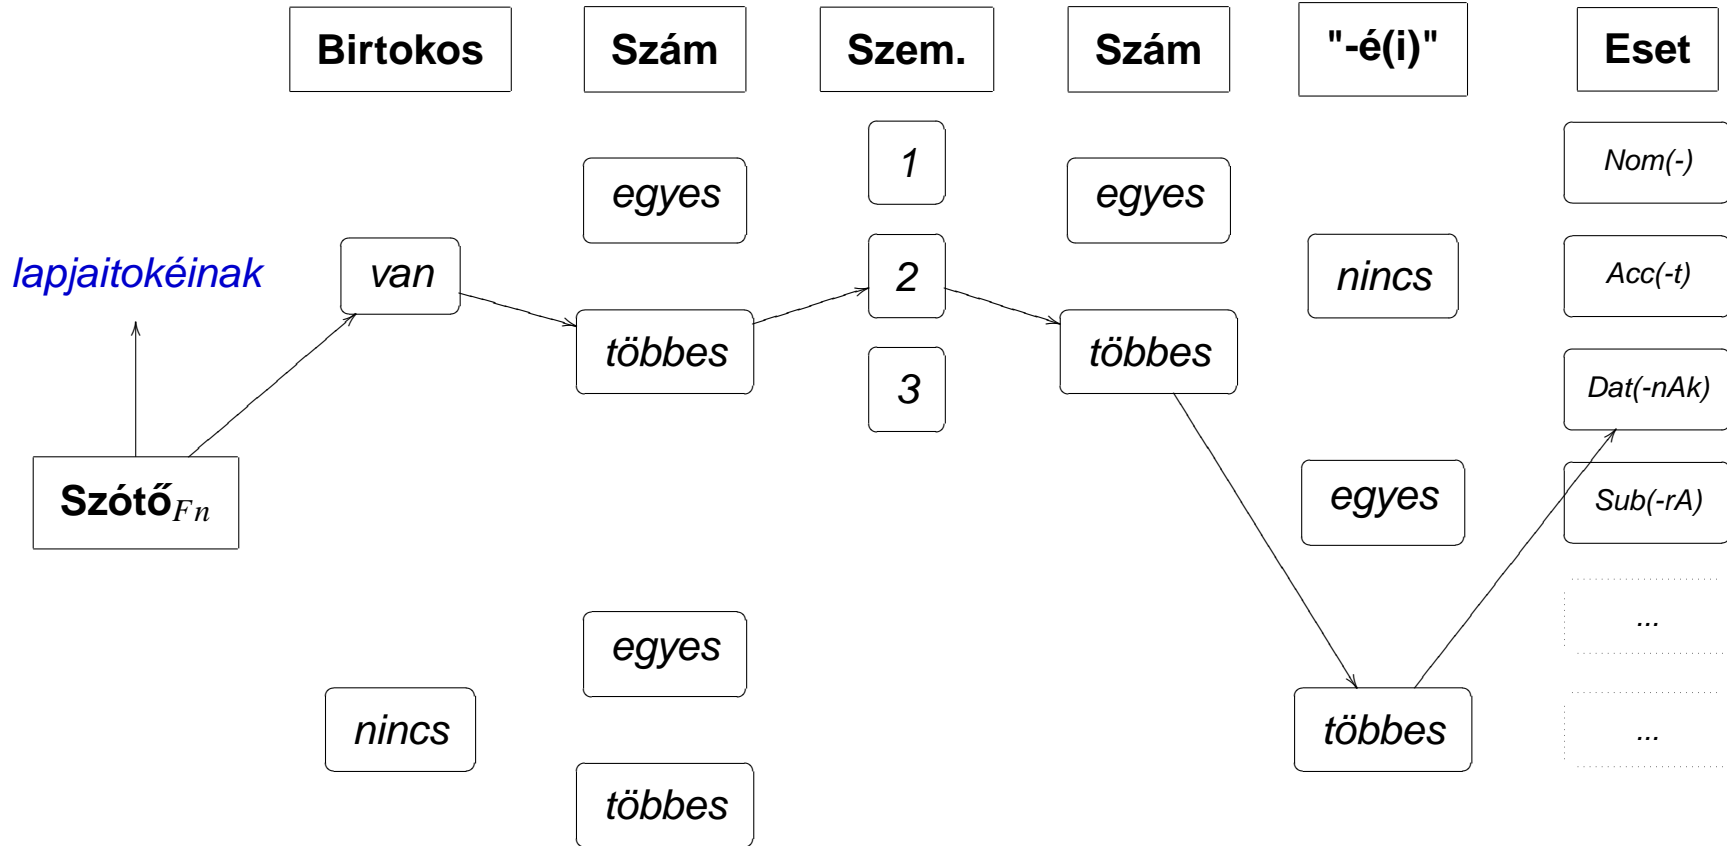 Birtokos Szám Szem. Szám "-é(i)" Eset
1 Nom(-)
egyes egyes
lapjaitokéinak van 2 nincs Acc(-t)
többes többes
3 Dat(-nAk)
Szótő_Fn egyes Sub(-rA)
egyes ...
nincs többes ...
többes